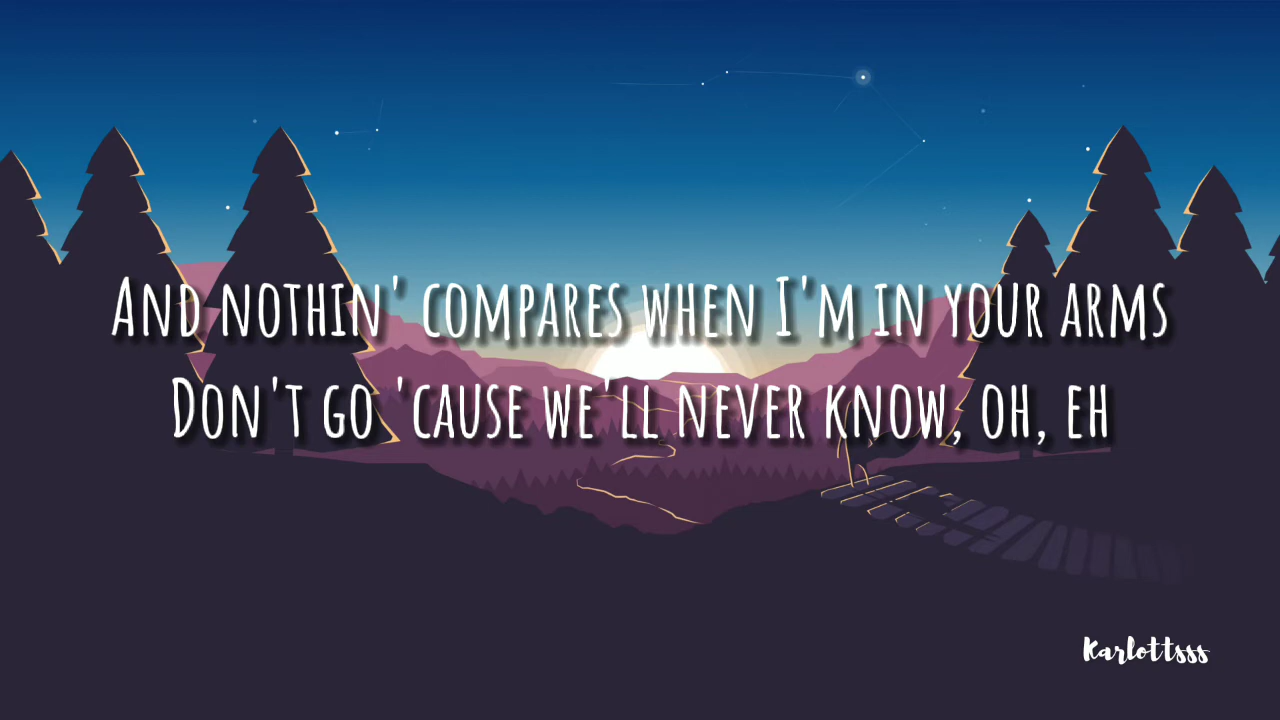 And nothin' compares when I'm in your arms
Don't go 'cause we'll never know, oh, eh
Karlottsss